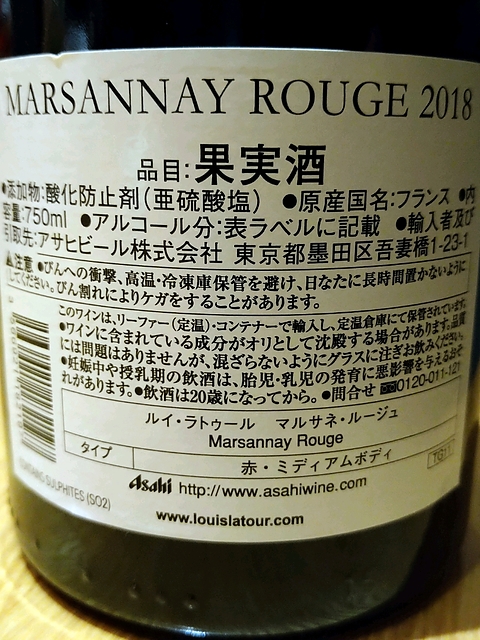 MARSANNAY ROUGE 2018
品目:果実酒
●添加物:酸化防止剤(亜硫酸塩) ●原産国名:フランス ●内
容量:750ml ●アルコール分:表ラベルに記載 ●輸入者及び
引取先:アサヒビール株式会社 東京都墨田区吾妻橋1-23-1
▲注意 ●びんへの衝撃、高温・冷凍庫保管を避け、日なたに長時間置かないように
してください。びん割れによりケガをすることがあります。
このワインは、リーファー(定温)・コンテナーで輸入し、定温倉庫にて保管されています。
●ワインに含まれている成分がオリとして沈殿する場合があります。品質
には問題はありませんが、混ざらないようにグラスに注ぎお飲みください。
●妊娠中や授乳期の飲酒は、胎児・乳児の発育に悪影響を与えるおそ
れがあります。●飲酒は20歳になってから。●問合せ 0120-011-121
ルイ・ラトゥール マルサネ・ルージュ
Marsannay Rouge
タイプ 赤・ミディアムボディ
TG11
Asahi http://www.asahiwine.com
SULPHITES (SO2)
www.louislatour.com